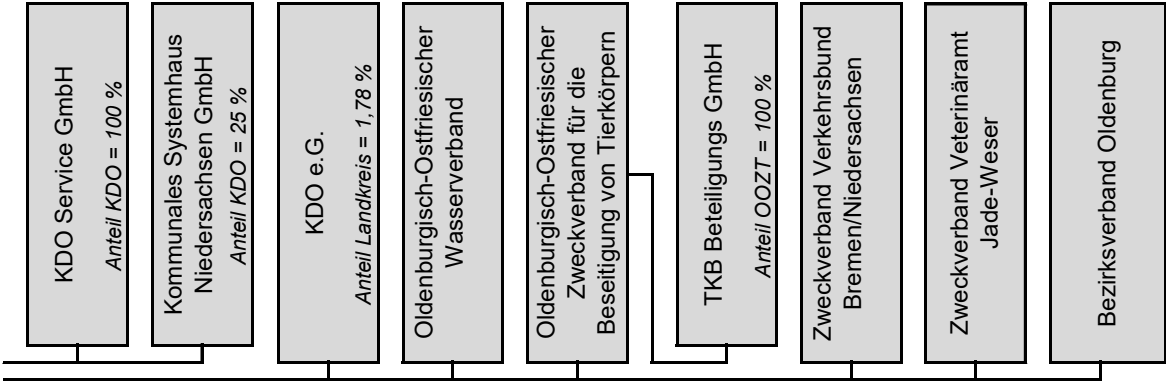 KDO Service GmbH
Anteil KDO = 100 %
Kommunales Systemhaus
Niedersachsen GmbH
Anteil KDO = 25 %
KDO e.G.
Anteil Landkreis = 1,78 %
Oldenburgisch-Ostfriesischer
Wasserverband
Oldenburgisch-Ostfriesischer
Zweckverband für die
Beseitigung von Tierkörpern
TKB Beteiligungs GmbH
Anteil OOZT = 100 %
Zweckverband Verkehrsbund
Bremen/Niedersachsen
Zweckverband Veterinäramt
Jade-Weser
Bezirksverband Oldenburg